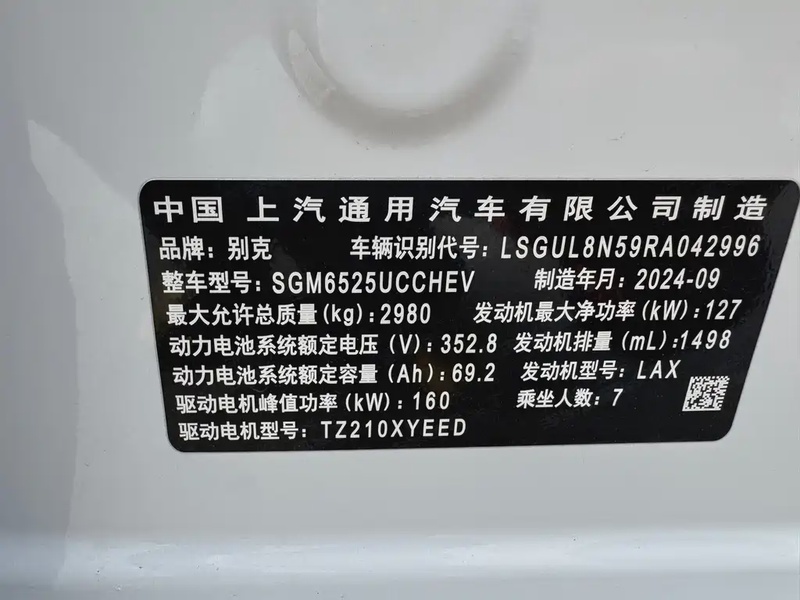 中国 上汽通用汽车有限公司制造
品牌: 别克 车辆识别代号: LSGUL8N59RA042996
整车型号: SGM6525UCCHEV 制造年月: 2024-09
最大允许总质量(kg): 2980 发动机最大净功率(kW): 127
动力电池系统额定电压(V): 352.8 发动机排量(mL): 1498
动力电池系统额定容量(Ah): 69.2 发动机型号: LAX
驱动电机峰值功率(kW): 160 乘坐人数: 7
驱动电机型号: TZ210XYEED